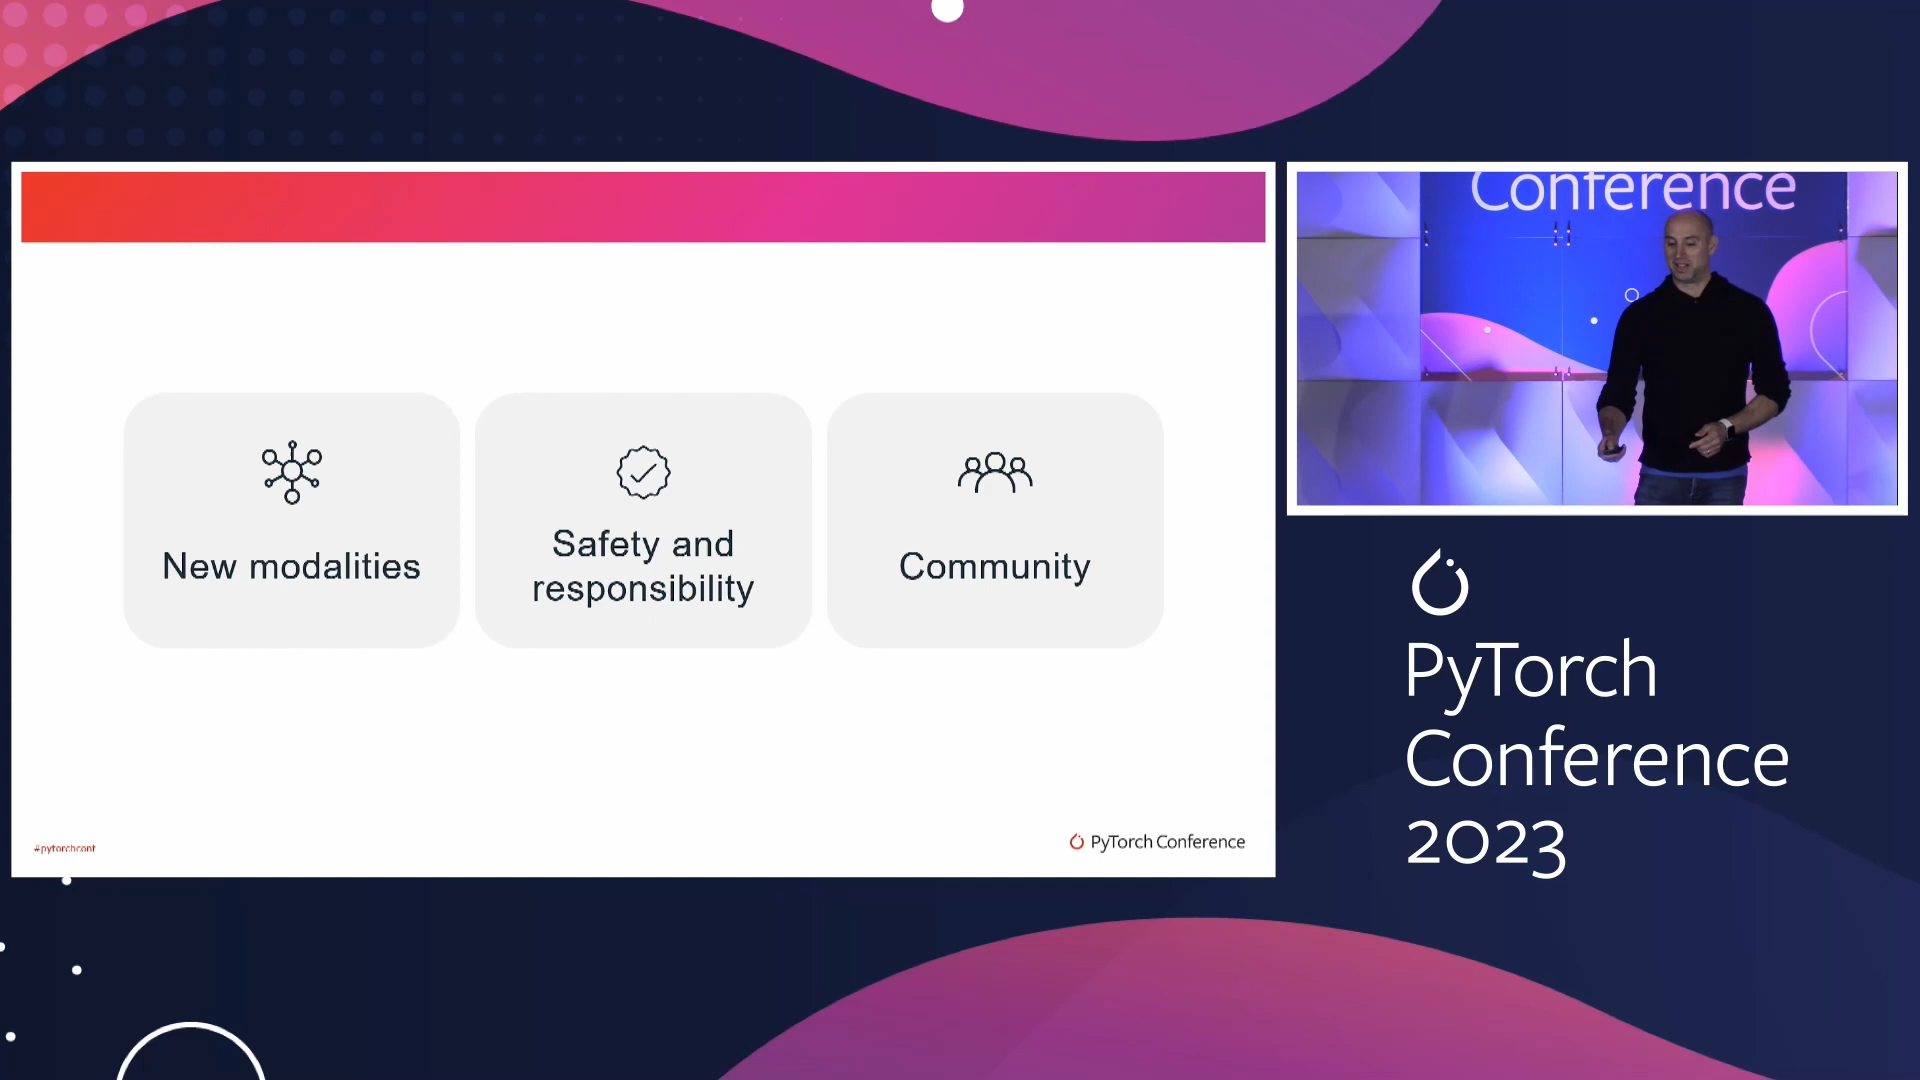 New modalities
Safety and
responsibility
Community
#pytorchconf
PyTorch Conference
Conference
PyTorch
Conference
2023